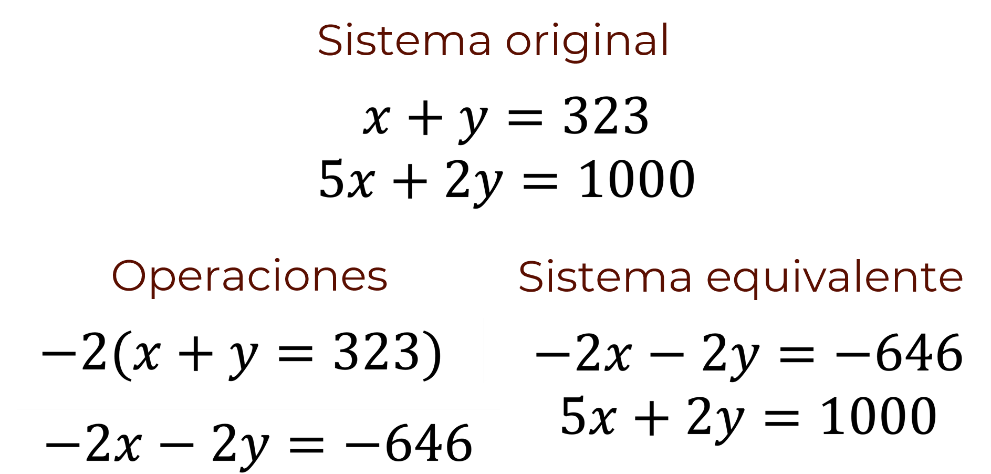 Sistema original
x + y = 323
5x + 2y = 1000
Operaciones
−2(x + y = 323)
−2x − 2y = −646
Sistema equivalente
−2x − 2y = −646
5x + 2y = 1000